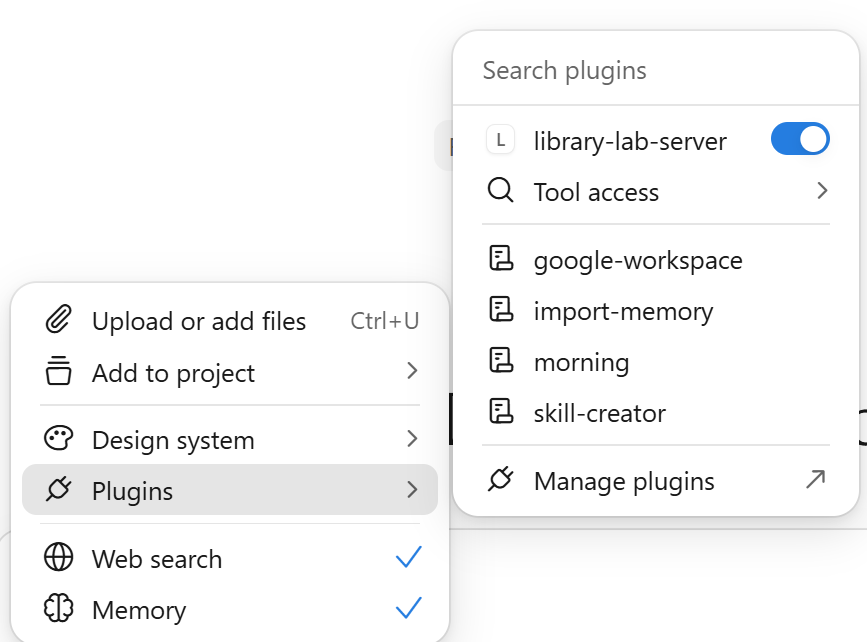 Search plugins
L library-lab-server
Tool access
google-workspace
import-memory
morning
skill-creator
Manage plugins
Upload or add files Ctrl+U
Add to project
Design system
Plugins
Web search
Memory